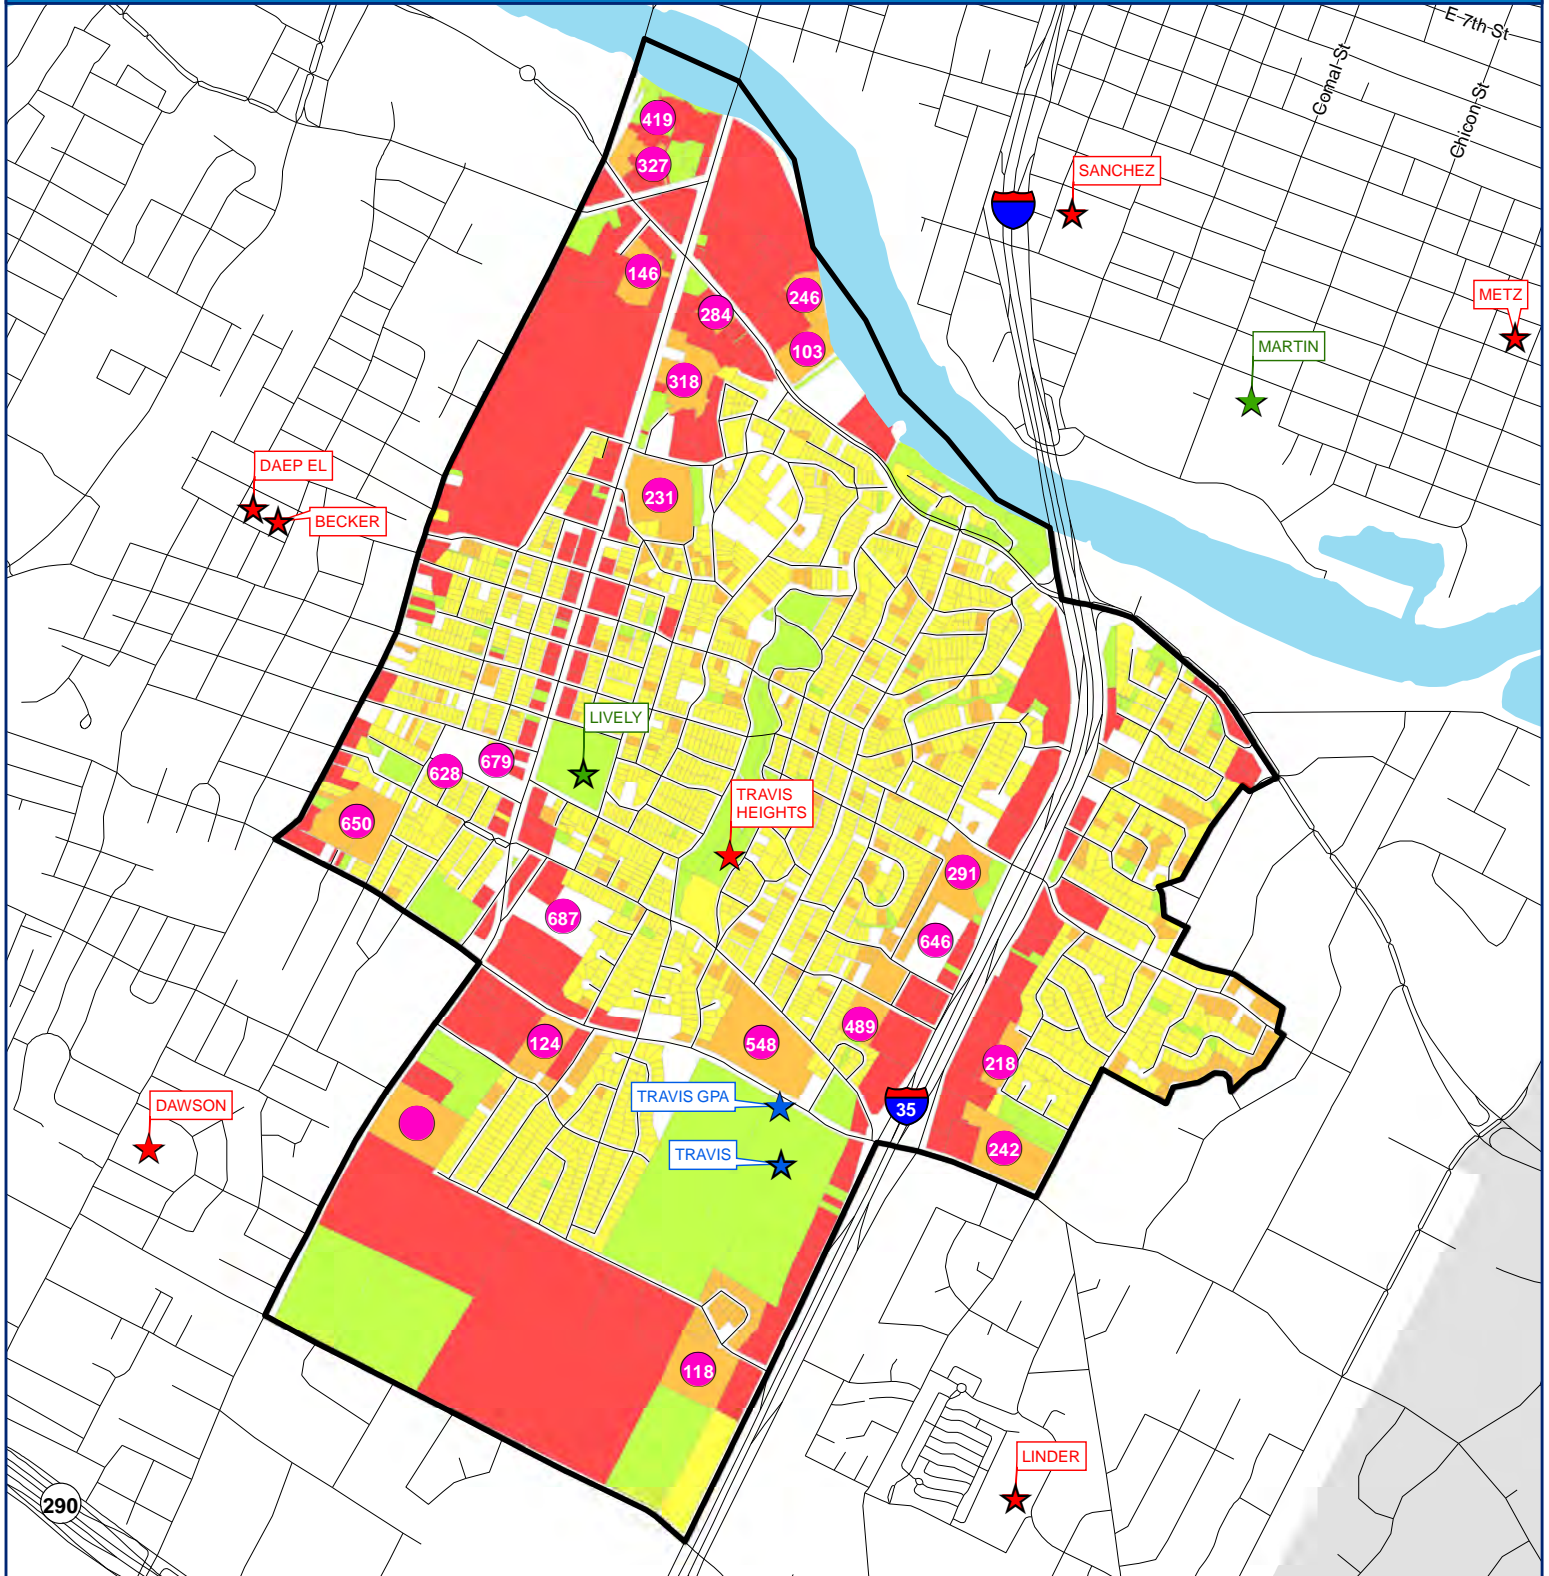 E 7th St
Comal St
Chicon St
419
327
SANCHEZ
146
246
284
METZ
103
MARTIN
318
DAEP EL
231
BECKER
LIVELY
679
628
TRAVIS
HEIGHTS
650
291
687
646
489
124
548
218
TRAVIS GPA
35
DAWSON
TRAVIS
242
118
LINDER
290